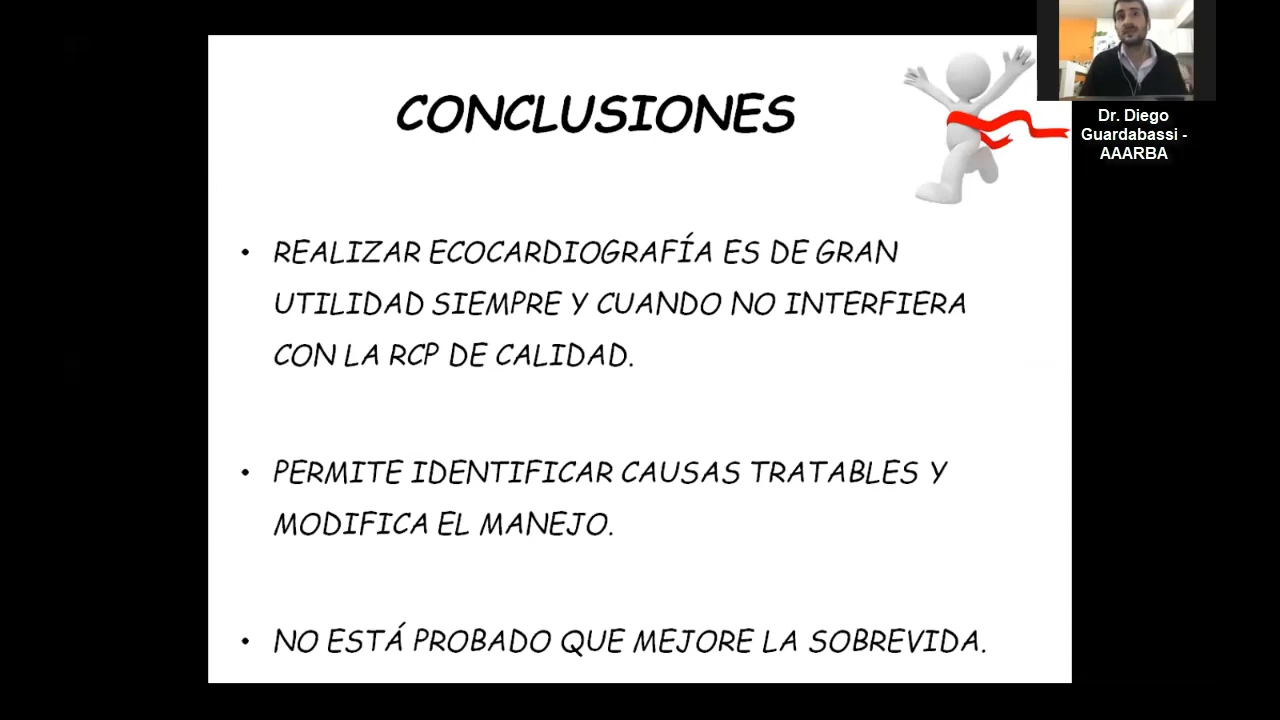 CONCLUSIONES
Dr. Diego
Guardabassi -
AAARBA
• REALIZAR ECOCARDIOGRAFÍA ES DE GRAN
UTILIDAD SIEMPRE Y CUANDO NO INTERFIERA
CON LA RCP DE CALIDAD.
• PERMITE IDENTIFICAR CAUSAS TRATABLES Y
MODIFICA EL MANEJO.
• NO ESTÁ PROBADO QUE MEJORE LA SOBREVIDA.